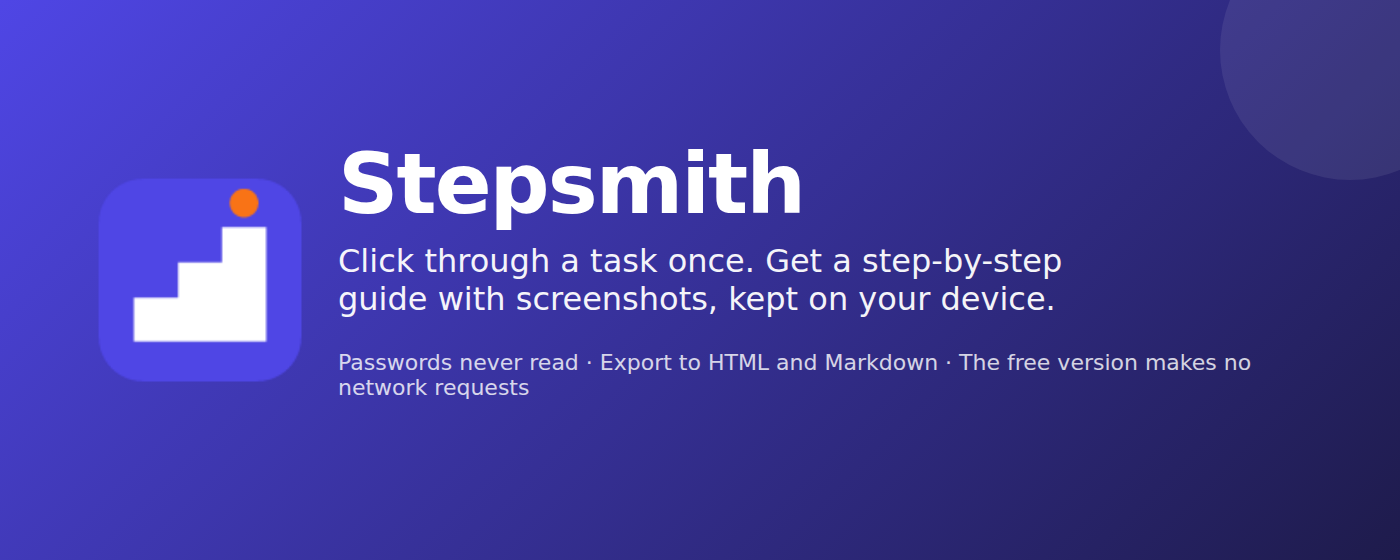 Stepsmith
Click through a task once. Get a step-by-step
guide with screenshots, kept on your device.
Passwords never read · Export to HTML and Markdown · The free version makes no
network requests